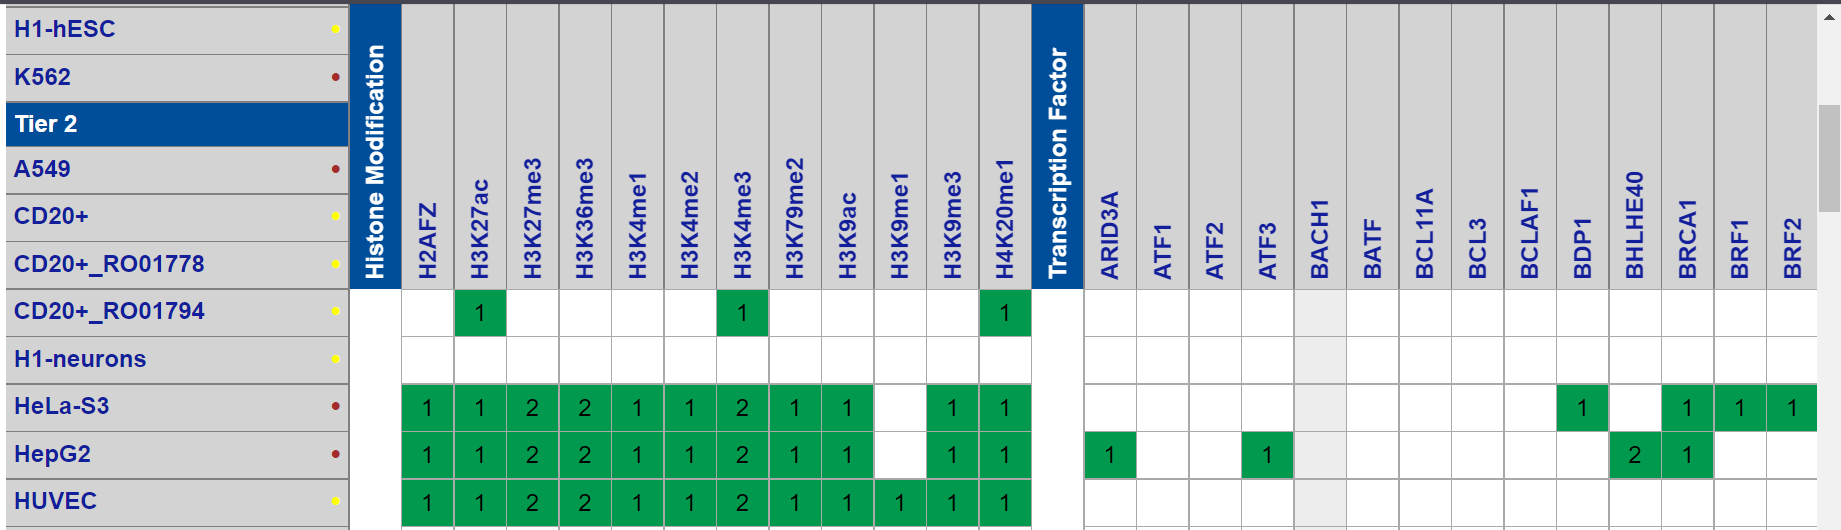 H1-hESC
K562
Tier 2
A549
CD20+
CD20+_RO01778
Histone Modification
H2AFZ
H3K27ac
H3K27me3
H3K36me3
H3K4me1
H3K4me2
H3K4me3
H3K79me2
H3K9ac
H3K9me1
H3K9me3
H4K20me1
Transcription Factor
ARID3A
ATF1
ATF2
ATF3
BACH1
BATF
BCL11A
BCL3
BCLAF1
BDP1
BHLHE40
BRCA1
BRF1
BRF2
CD20+_RO01794 1 1 1
H1-neurons
HeLa-S3 1 1 2 2 1 1 2 1 1 1 1 1 1 1 1
HepG2 1 1 2 2 1 1 2 1 1 1 1 1 1 2 1
HUVEC 1 1 2 2 1 1 2 1 1 1 1 1